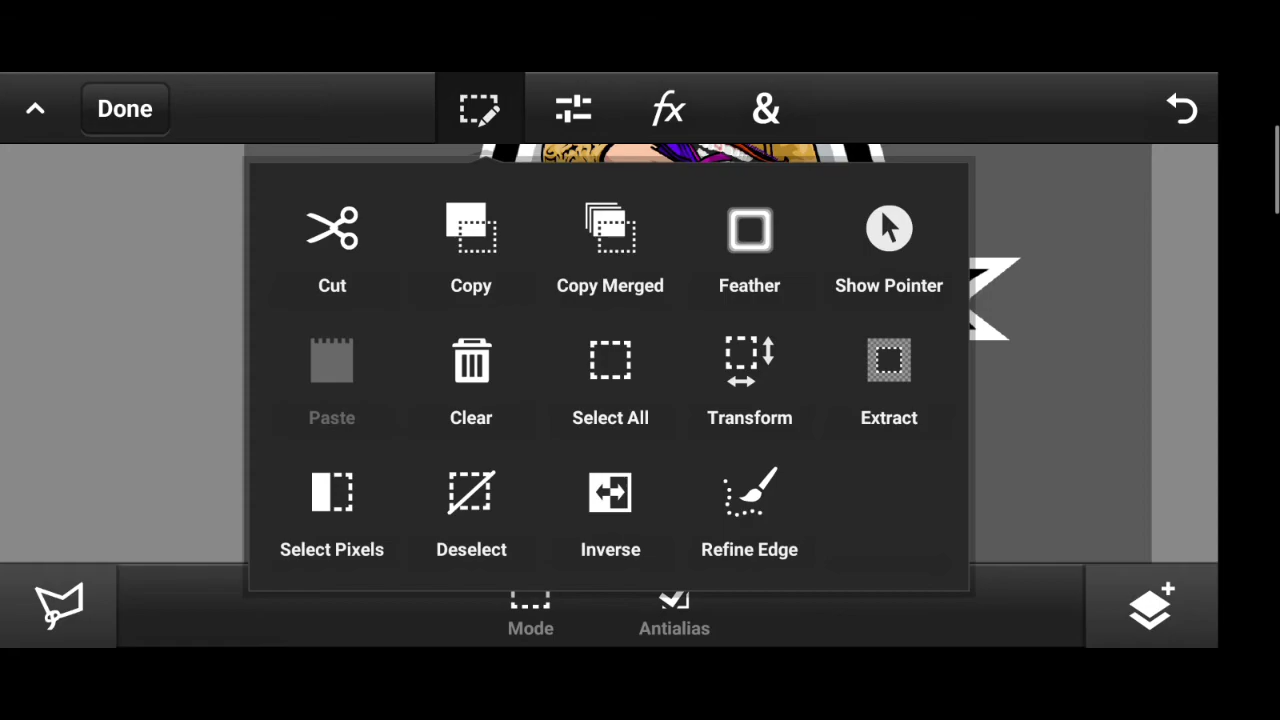 Done
fx
&
Cut
Copy
Copy Merged
Feather
Show Pointer
Paste
Clear
Select All
Transform
Extract
Select Pixels
Deselect
Inverse
Refine Edge
Mode
Antialias